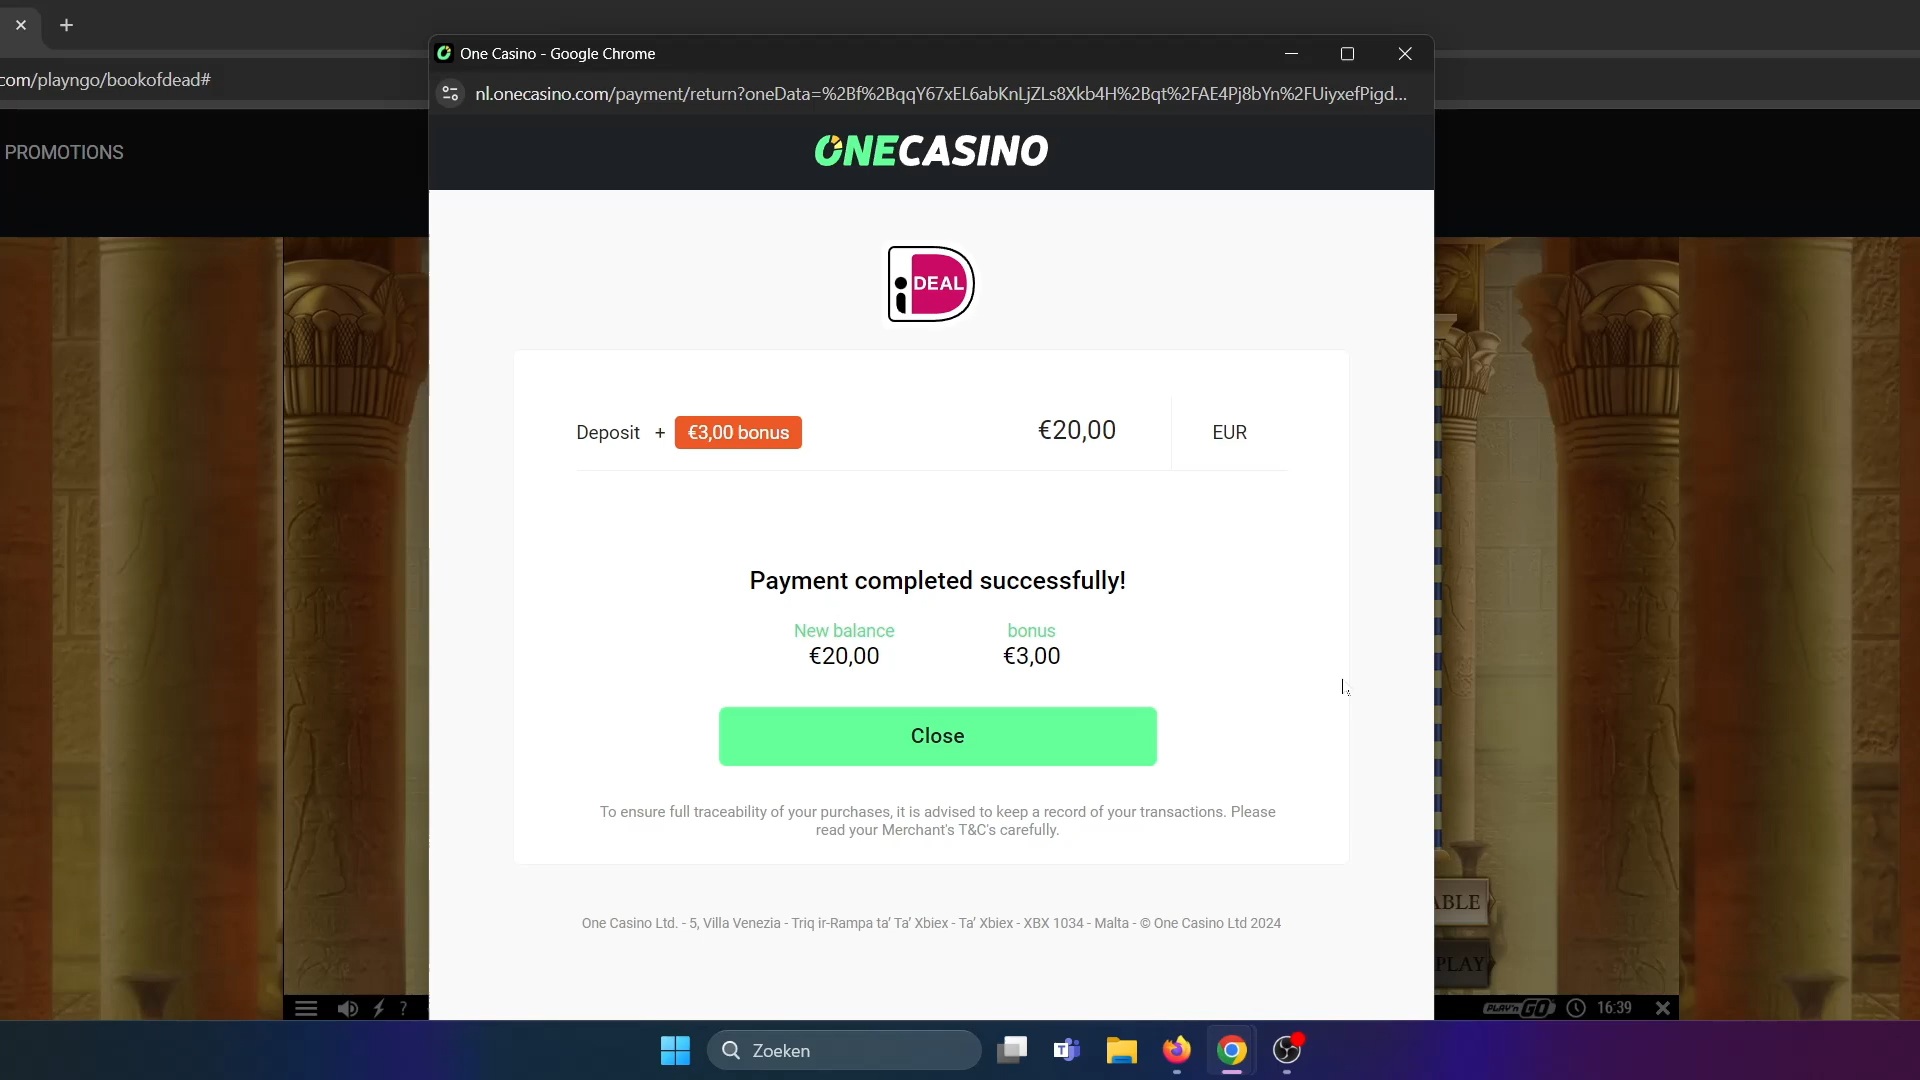 One Casino - Google Chrome
com/playngo/bookofdead#
nl.onecasino.com/payment/return?oneData=%2Bf%2BqqY67xEL6abKnLjZLs8Xkb4H%2Bqt%2FAE4Pj8bYn%2FUiyxefPigd...
PROMOTIONS
ONECASINO
iDEAL
Deposit + €3,00 bonus €20,00 EUR
Payment completed successfully!
New balance bonus
€20,00 €3,00
Close
To ensure full traceability of your purchases, it is advised to keep a record of your transactions. Please
read your Merchant's T&C's carefully.
ABLE
One Casino Ltd. - 5, Villa Venezia - Triq ir-Rampa ta' Ta' Xbiex - Ta' Xbiex - XBX 1034 - Malta - © One Casino Ltd 2024
PLAY
? PLAY'n GO 16:39
Zoeken